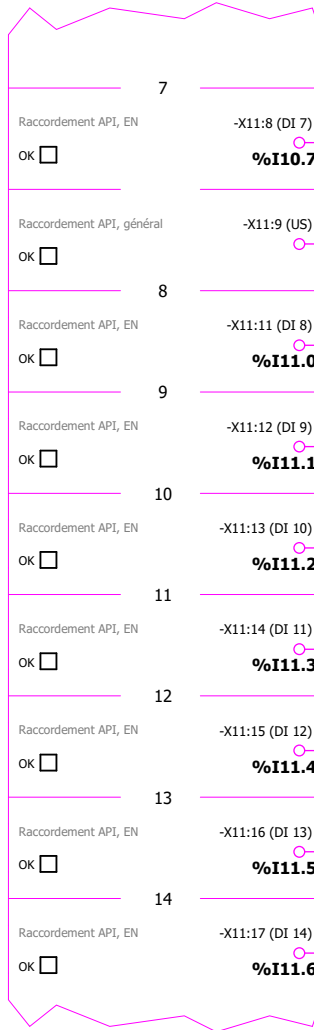 7
Raccordement API, EN -X11:8 (DI 7)
OK %I10.7
Raccordement API, général -X11:9 (US)
OK
8
Raccordement API, EN -X11:11 (DI 8)
OK %I11.0
9
Raccordement API, EN -X11:12 (DI 9)
OK %I11.1
10
Raccordement API, EN -X11:13 (DI 10)
OK %I11.2
11
Raccordement API, EN -X11:14 (DI 11)
OK %I11.3
12
Raccordement API, EN -X11:15 (DI 12)
OK %I11.4
13
Raccordement API, EN -X11:16 (DI 13)
OK %I11.5
14
Raccordement API, EN -X11:17 (DI 14)
OK %I11.6